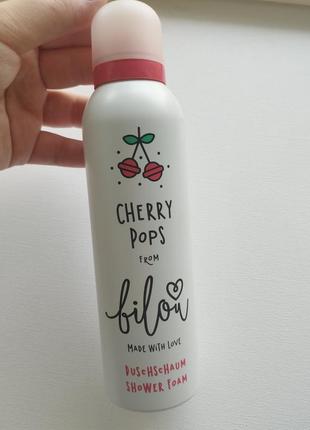 CHERRY
POPS
FROM
bilou
MADE WITH LOVE
DUSCHSCHAUM
SHOWER FOAM